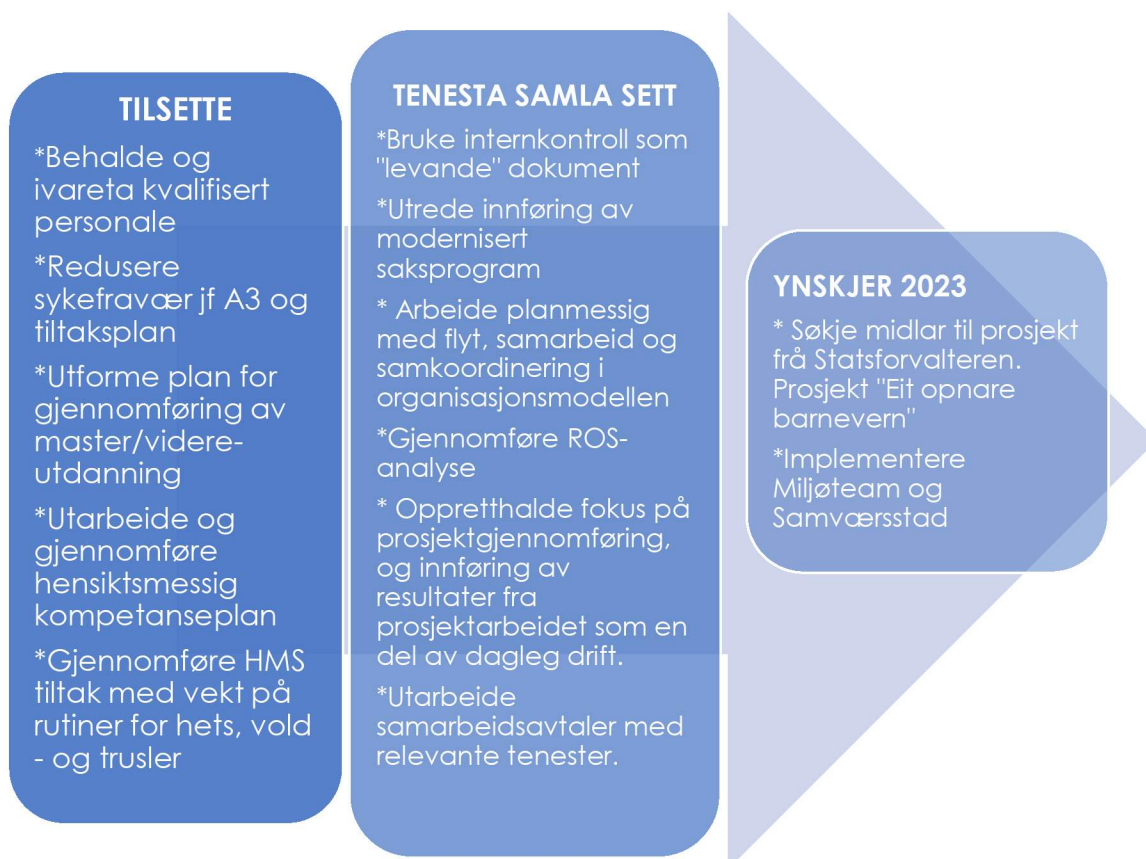 TILSETTE
*Behalde og
ivareta kvalifisert
personale
*Redusere
sykefravær jf A3 og
tiltaksplan
*Utforme plan for
gjennomføring av
master/videre-
utdanning
*Utarbeide og
gjennomføre
hensiktsmessig
kompetanseplan
*Gjennomføre HMS
tiltak med vekt på
rutiner for hets, vold
- og trusler
TENESTA SAMLA SETT
*Bruke internkontroll som
"levande" dokument
*Utrede innføring av
modernisert
saksprogram
* Arbeide planmessig
med flyt, samarbeid og
samkoordinering i
organisasjonsmodellen
*Gjennomføre ROS-
analyse
* Oppretthalde fokus på
prosjektgjennomføring,
og innføring av
resultater fra
prosjektarbeidet som en
del av dagleg drift.
*Utarbeide
samarbeidsavtaler med
relevante tenester.
YNSKJER 2023
* Søkje midlar til prosjekt
frå Statsforvalteren.
Prosjekt "Eit opnare
barnevern"
*Implementere
Miljøteam og
Samværsstad